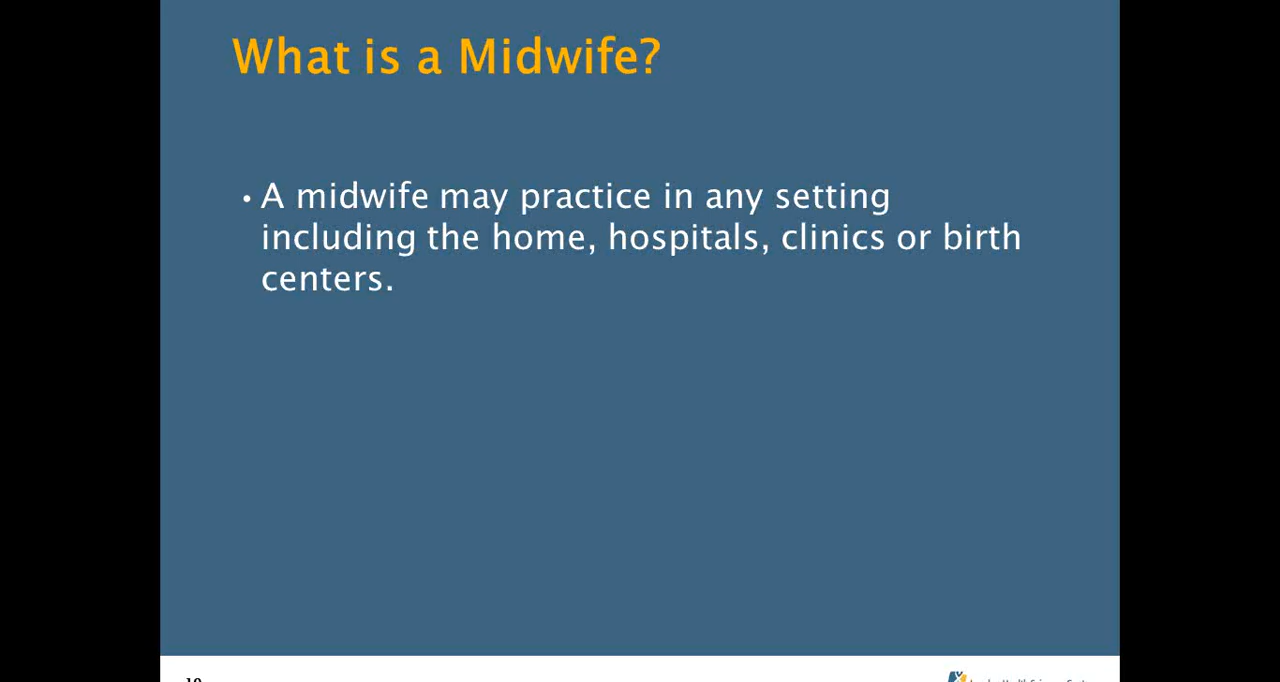 What is a Midwife?
• A midwife may practice in any setting
including the home, hospitals, clinics or birth
centers.